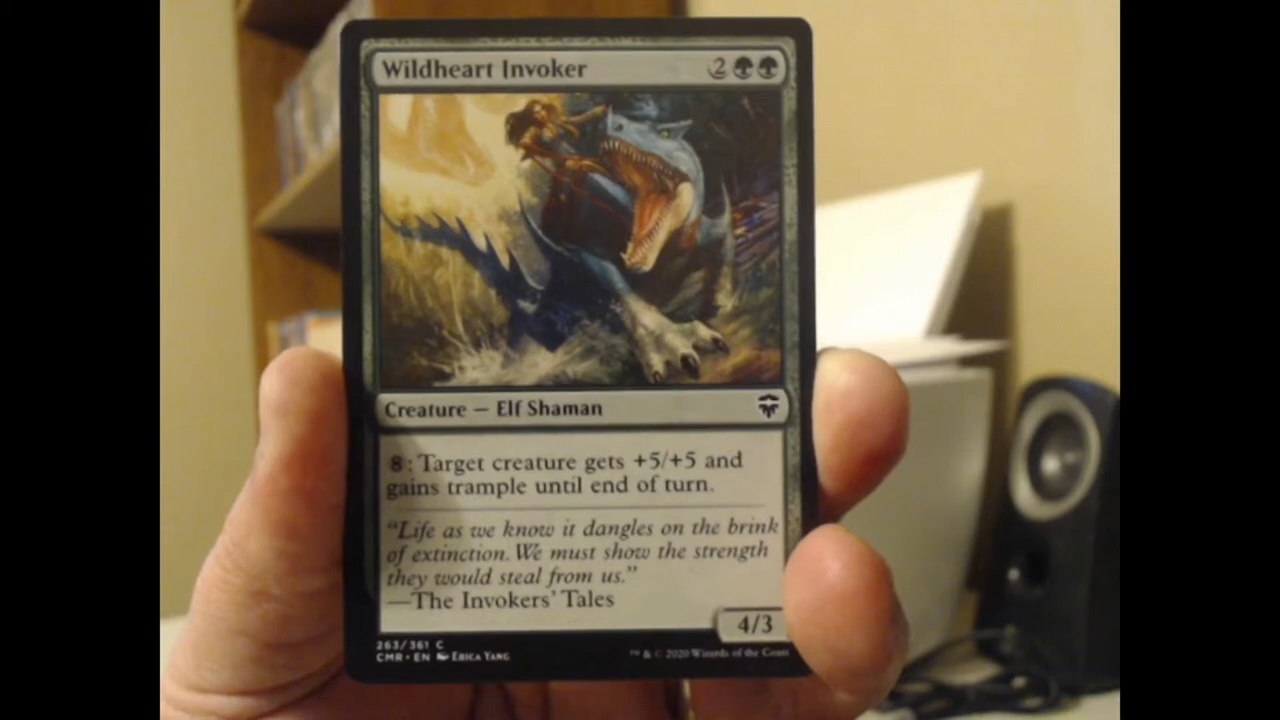 Wildheart Invoker 2
Creature — Elf Shaman
8: Target creature gets +5/+5 and
gains trample until end of turn.
"Life as we know it dangles on the brink
of extinction. We must show the strength
they would steal from us."
—The Invokers' Tales
4/3
263/361 C
CMR • EN Erica Yang
™ & © 2020 Wizards of the Coast